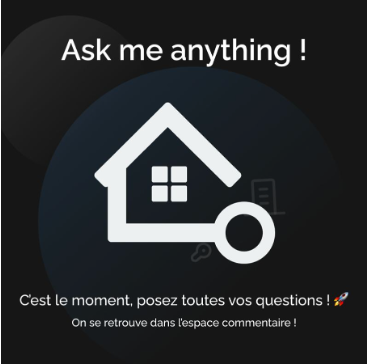 Ask me anything !
C'est le moment, posez toutes vos questions ! 🚀
On se retrouve dans l'espace commentaire !